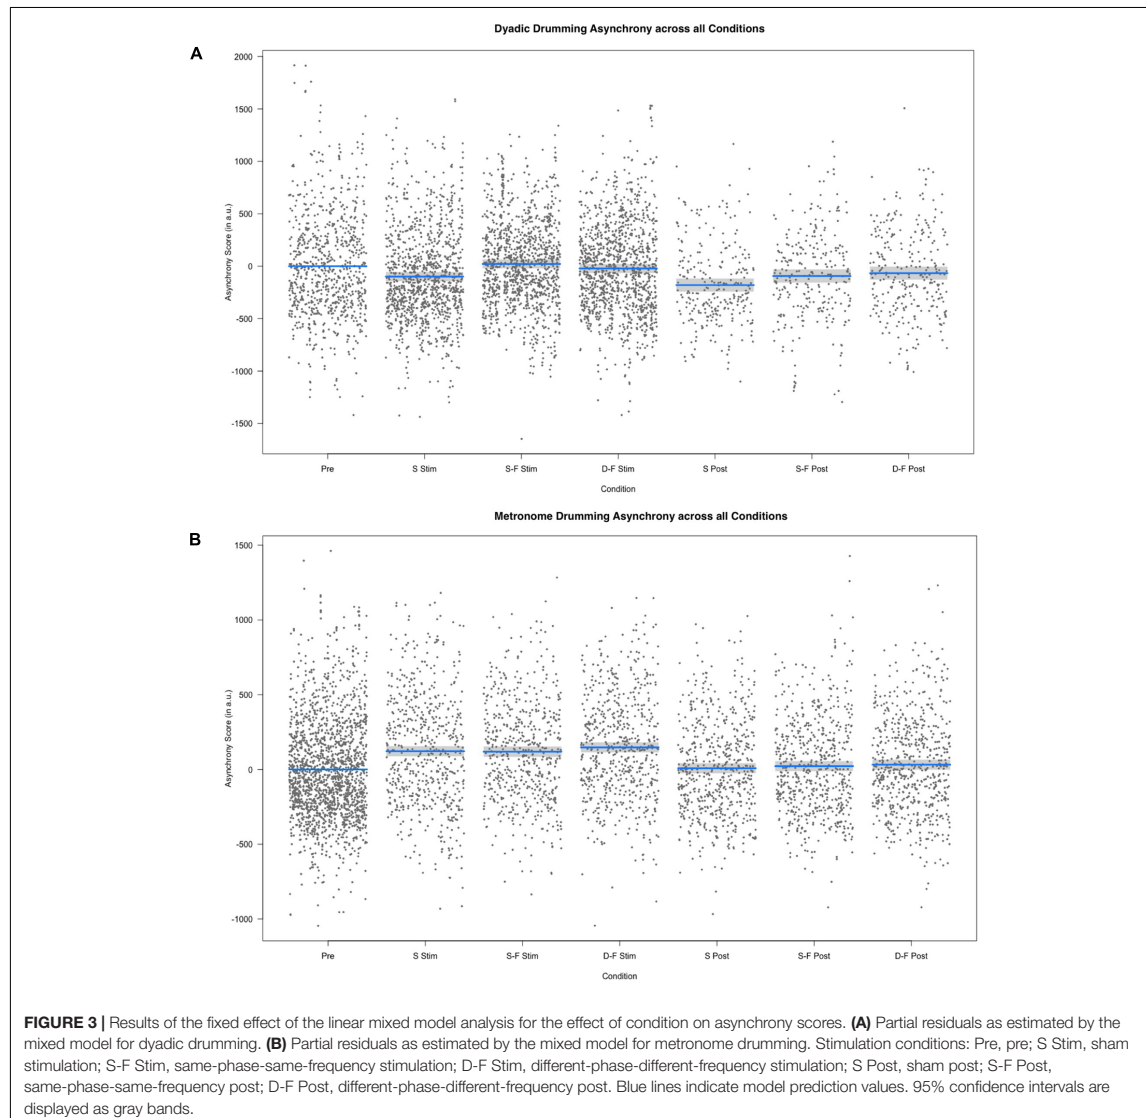 Dyadic Drumming Asynchrony across all Conditions
A
2000
1500
1000
500
0
-500
-1000
-1500
Asynchrony Score (in a.u.)
Pre S Stim S-F Stim D-F Stim S Post S-F Post D-F Post
Condition
Metronome Drumming Asynchrony across all Conditions
B
1500
1000
500
0
-500
-1000
Asynchrony Score (in a.u.)
Pre S Stim S-F Stim D-F Stim S Post S-F Post D-F Post
Condition
FIGURE 3 | Results of the fixed effect of the linear mixed model analysis for the effect of condition on asynchrony scores. (A) Partial residuals as estimated by the
mixed model for dyadic drumming. (B) Partial residuals as estimated by the mixed model for metronome drumming. Stimulation conditions: Pre, pre; S Stim, sham
stimulation; S-F Stim, same-phase-same-frequency stimulation; D-F Stim, different-phase-different-frequency stimulation; S Post, sham post; S-F Post,
same-phase-same-frequency post; D-F Post, different-phase-different-frequency post. Blue lines indicate model prediction values. 95% confidence intervals are
displayed as gray bands.